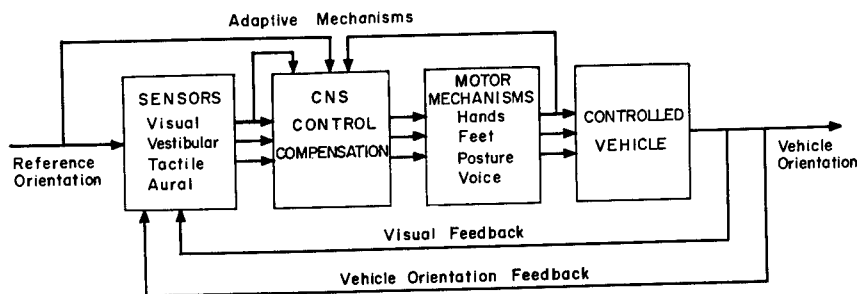 Adaptive Mechanisms
SENSORS
Visual
Vestibular
Tactile
Aural
CNS
CONTROL
COMPENSATION
MOTOR
MECHANISMS
Hands
Feet
Posture
Voice
CONTROLLED
VEHICLE
Reference
Orientation
Vehicle
Orientation
Visual Feedback
Vehicle Orientation Feedback